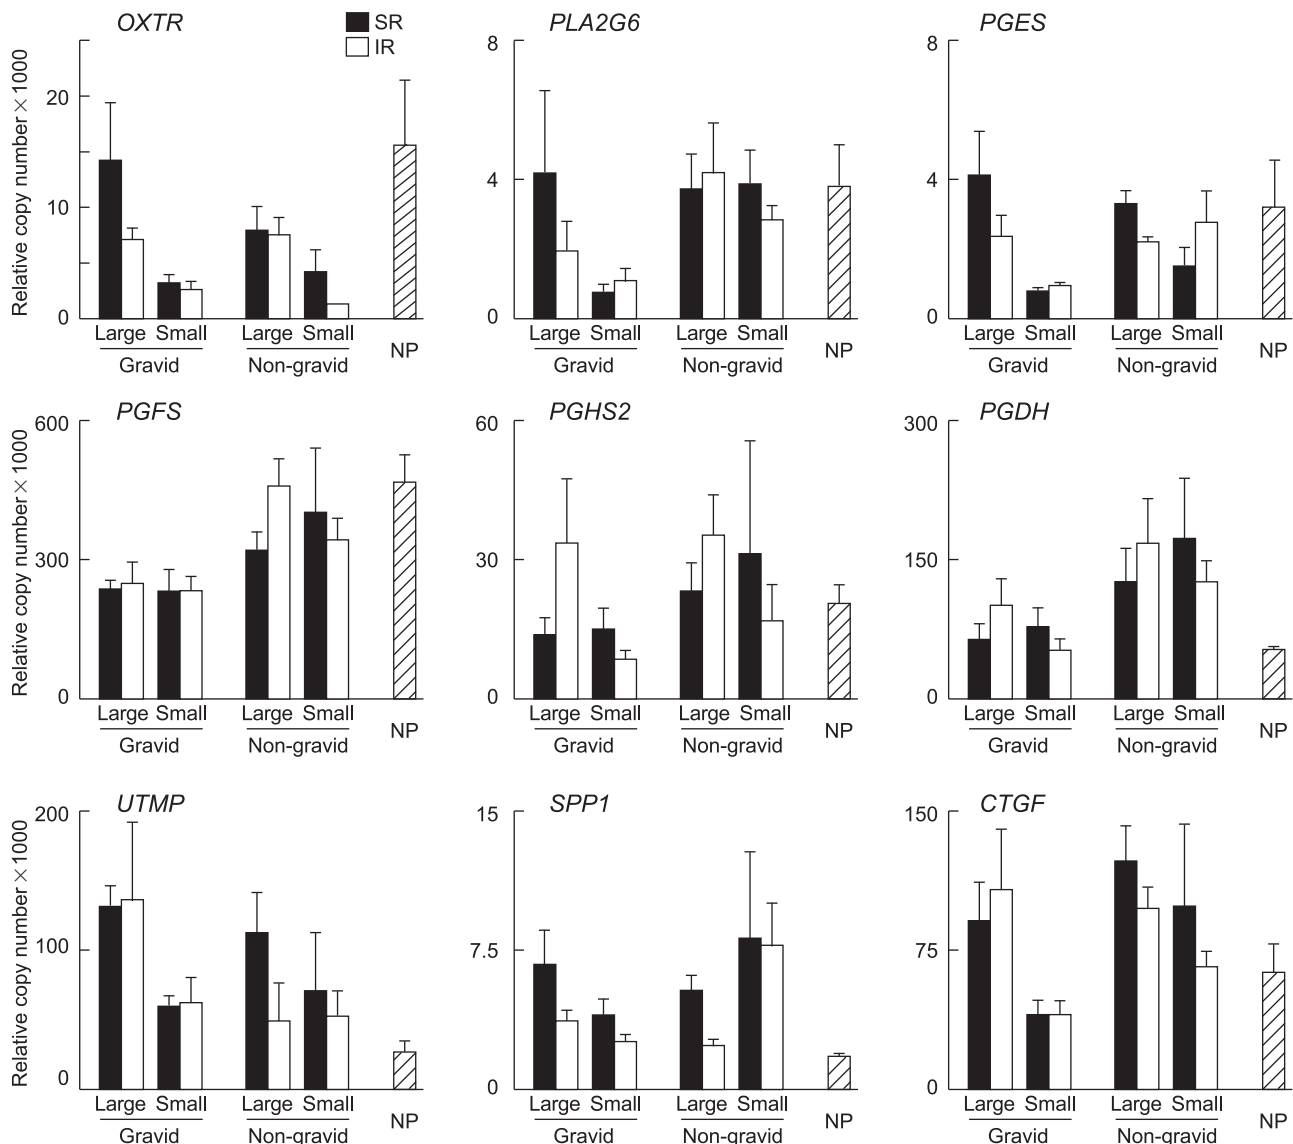 OXTR
SR
IR
Relative copy number × 1000
20
10
0
Large Small
Gravid
Large Small
Non-gravid
NP
PLA2G6
8
4
0
Large Small
Gravid
Large Small
Non-gravid
NP
PGES
8
4
0
Large Small
Gravid
Large Small
Non-gravid
NP
PGFS
Relative copy number × 1000
600
300
0
Large Small
Gravid
Large Small
Non-gravid
NP
PGHS2
60
30
0
Large Small
Gravid
Large Small
Non-gravid
NP
PGDH
300
150
0
Large Small
Gravid
Large Small
Non-gravid
NP
UTMP
Relative copy number ×1000
200
100
0
Large Small
Gravid
Large Small
Non-gravid
NP
SPP1
15
7.5
0
Large Small
Gravid
Large Small
Non-gravid
NP
CTGF
150
75
0
Large Small
Gravid
Large Small
Non-gravid
NP